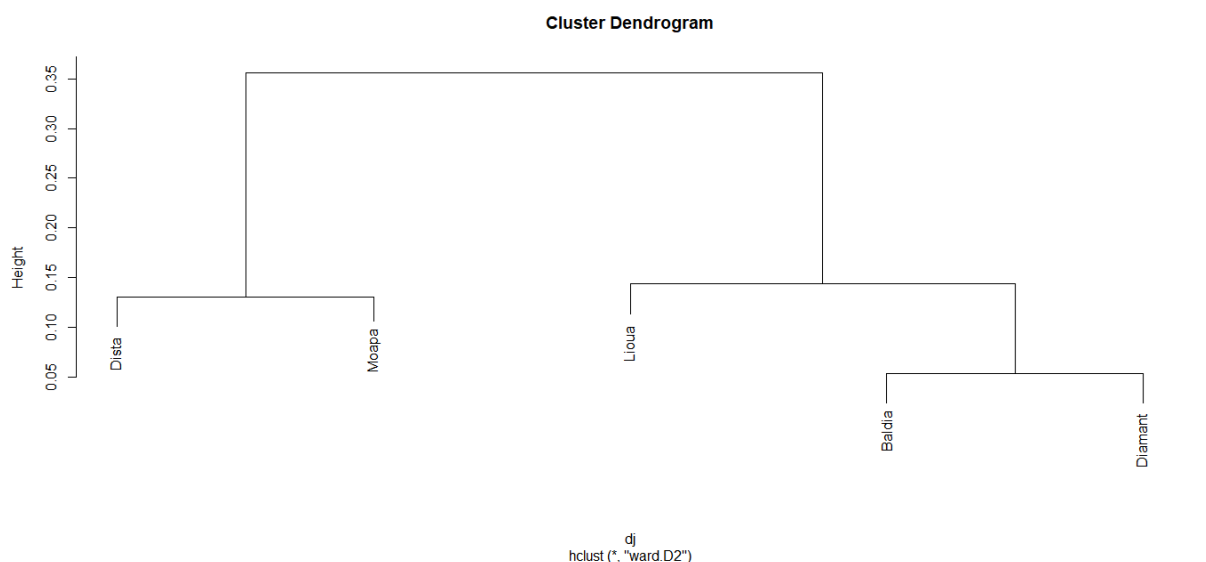 Cluster Dendrogram
Height
0.35
0.30
0.25
0.20
0.15
0.10
0.05
Dista
Moapa
Lioua
Baldia
Diamant
dj
hclust (*, "ward.D2")